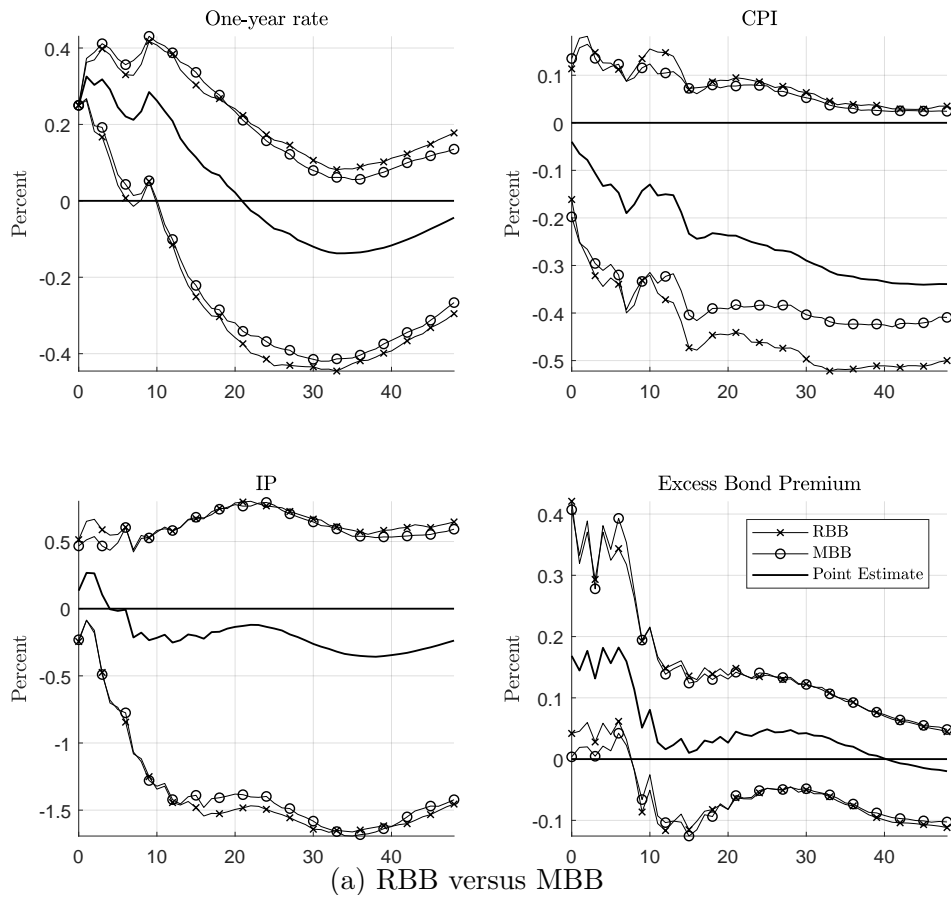 One-year rate
CPI
Percent
0.4
0.2
0
-0.2
-0.4
0 10 20 30 40
Percent
0.1
0
-0.1
-0.2
-0.3
-0.4
-0.5
0 10 20 30 40
IP
Excess Bond Premium
Percent
0.5
0
-0.5
-1
-1.5
0 10 20 30 40
Percent
0.4
0.3
0.2
0.1
0
-0.1
0 10 20 30 40
RBB
MBB
Point Estimate
(a) RBB versus MBB